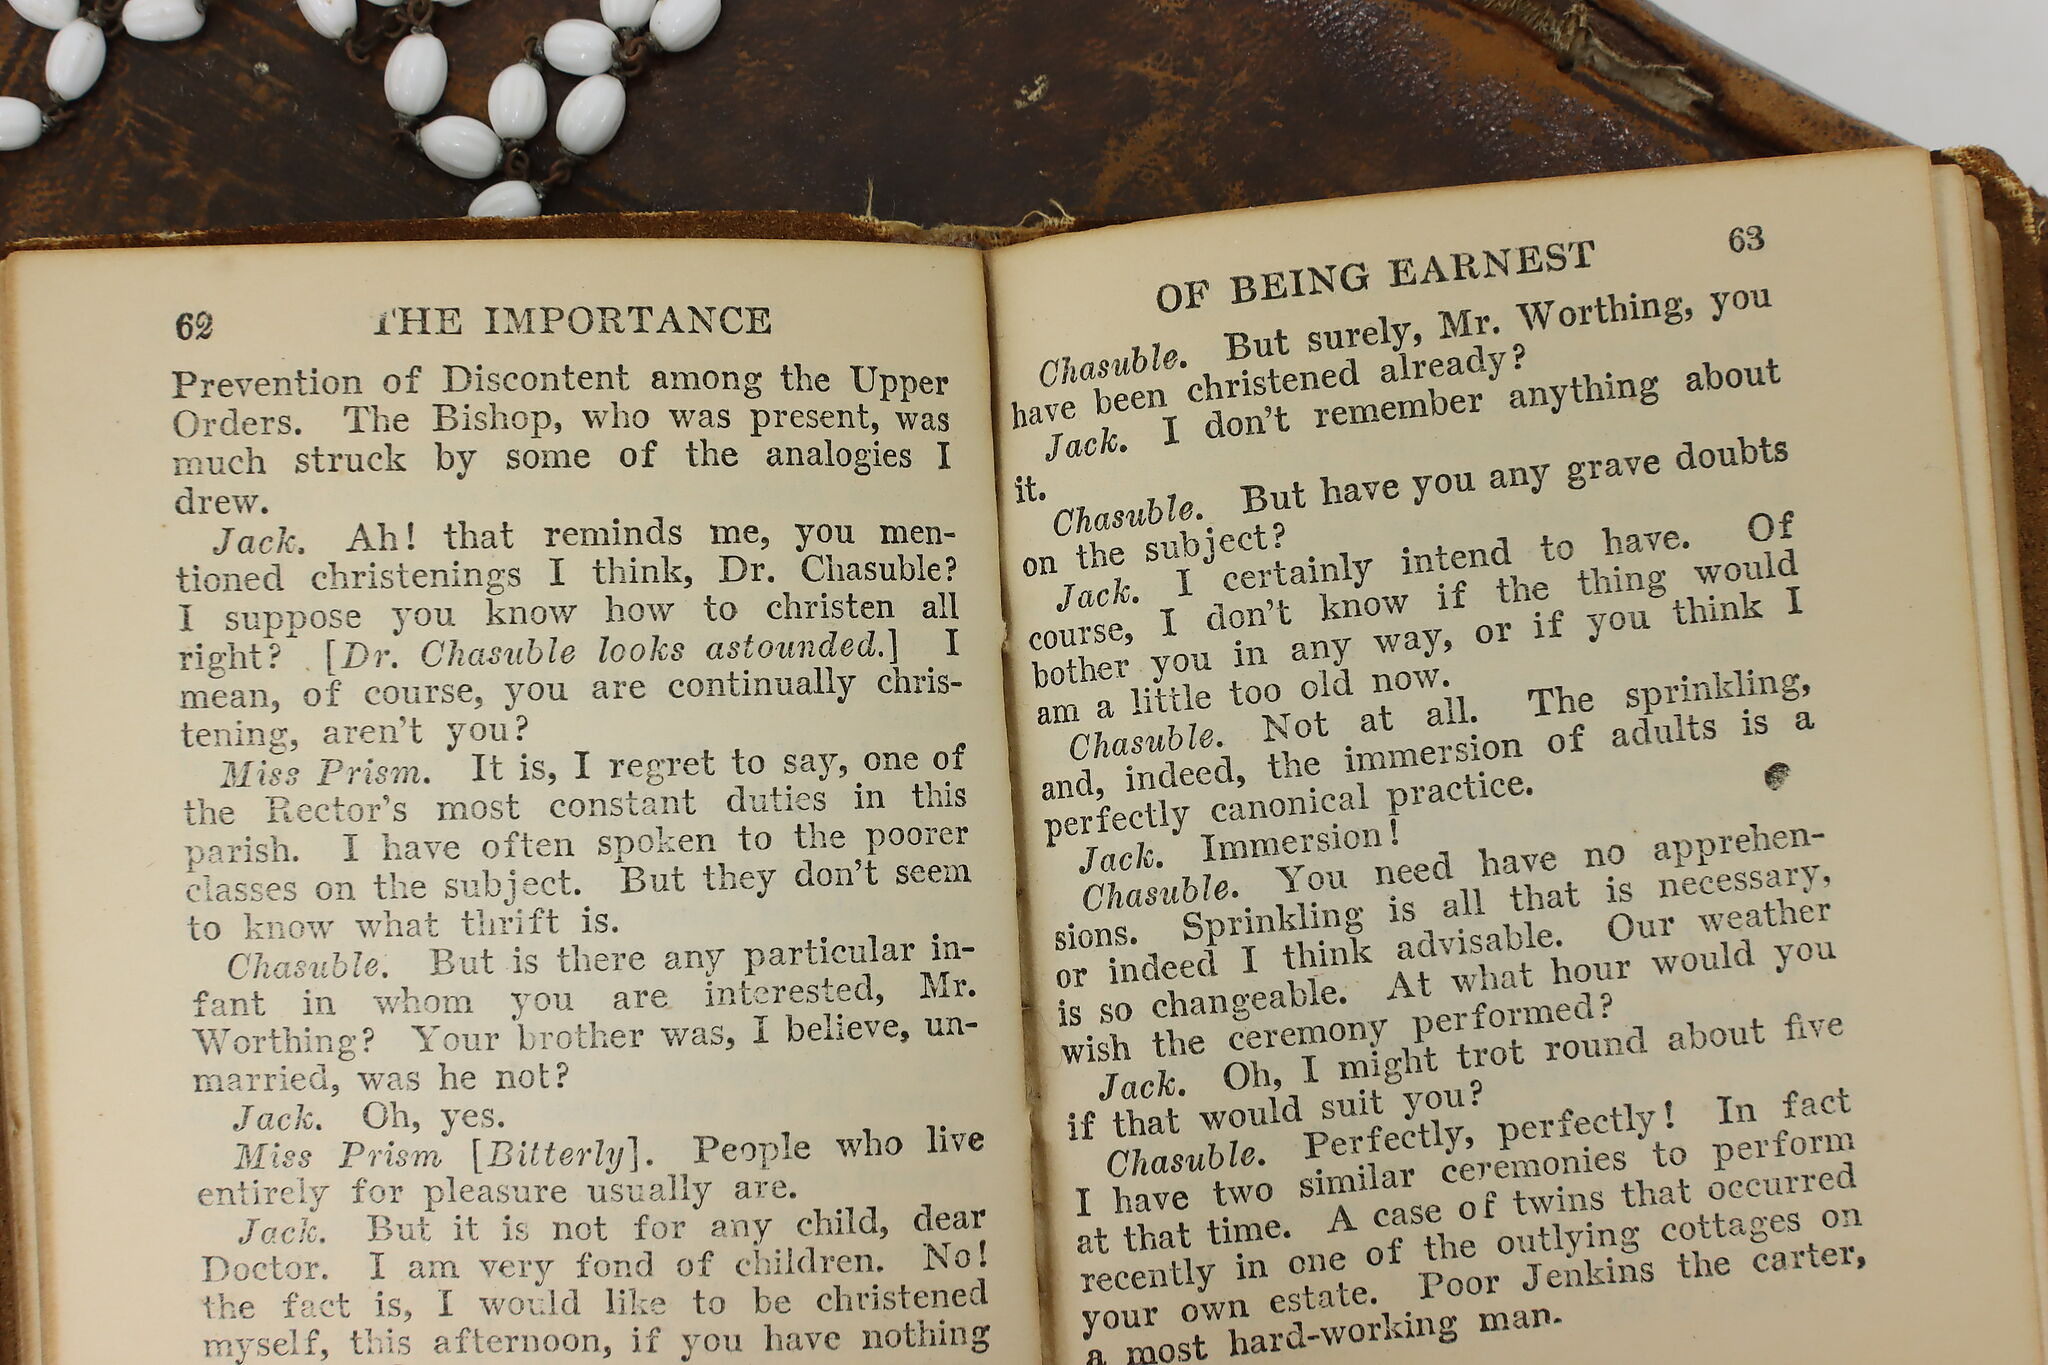 62 THE IMPORTANCE
Prevention of Discontent among the Upper
Orders. The Bishop, who was present, was
much struck by some of the analogies I
drew.
Jack. Ah! that reminds me, you men-
tioned christenings I think, Dr. Chasuble?
I suppose you know how to christen all
right? [Dr. Chasuble looks astounded.] I
mean, of course, you are continually chris-
tening, aren't you?
Miss Prism. It is, I regret to say, one of
the Rector's most constant duties in this
parish. I have often spoken to the poorer
classes on the subject. But they don't seem
to know what thrift is.
Chasuble. But is there any particular in-
fant in whom you are interested, Mr.
Worthing? Your brother was, I believe, un-
married, was he not?
Jack. Oh, yes.
Miss Prism [Bitterly]. People who live
entirely for pleasure usually are.
Jack. But it is not for any child, dear
Doctor. I am very fond of children. No!
the fact is, I would like to be christened
myself, this afternoon, if you have nothing
OF BEING EARNEST 63
Chasuble. But surely, Mr. Worthing, you
have been christened already?
Jack. I don't remember anything about
it.
Chasuble. But have you any grave doubts
on the subject?
Jack. I certainly intend to have. Of
course, I don't know if the thing would
bother you in any way, or if you think I
am a little too old now.
Chasuble. Not at all. The sprinkling,
and, indeed, the immersion of adults is a
perfectly canonical practice.
Jack. Immersion!
Chasuble. You need have no apprehen-
sions. Sprinkling is all that is necessary,
or indeed I think advisable. Our weather
is so changeable. At what hour would you
wish the ceremony performed?
Jack. Oh, I might trot round about five
if that would suit you?
Chasuble. Perfectly, perfectly! In fact
I have two similar ceremonies to perform
at that time. A case of twins that occurred
recently in one of the outlying cottages on
your own estate. Poor Jenkins the carter,
a most hard-working man.